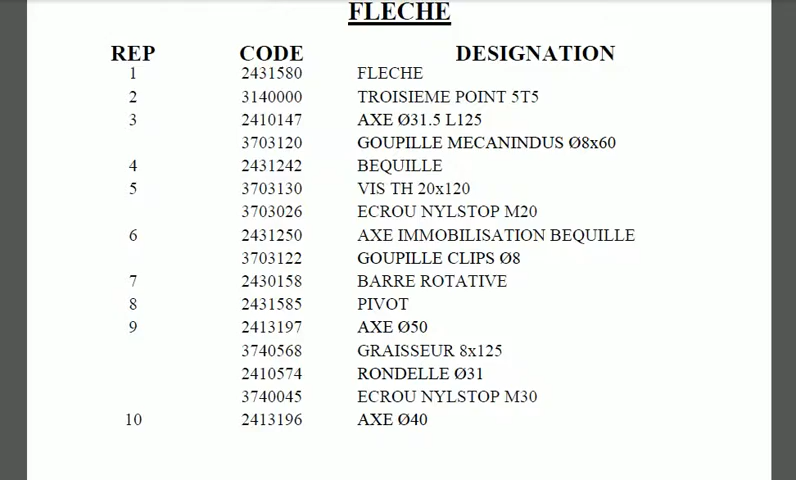 FLECHE
REP CODE DESIGNATION
1 2431580 FLECHE
2 3140000 TROISIEME POINT 5T5
3 2410147 AXE Ø31.5 L125
3703120 GOUPILLE MECANINDUS Ø8x60
4 2431242 BEQUILLE
5 3703130 VIS TH 20x120
3703026 ECROU NYLSTOP M20
6 2431250 AXE IMMOBILISATION BEQUILLE
3703122 GOUPILLE CLIPS Ø8
7 2430158 BARRE ROTATIVE
8 2431585 PIVOT
9 2413197 AXE Ø50
3740568 GRAISSEUR 8x125
2410574 RONDELLE Ø31
3740045 ECROU NYLSTOP M30
10 2413196 AXE Ø40